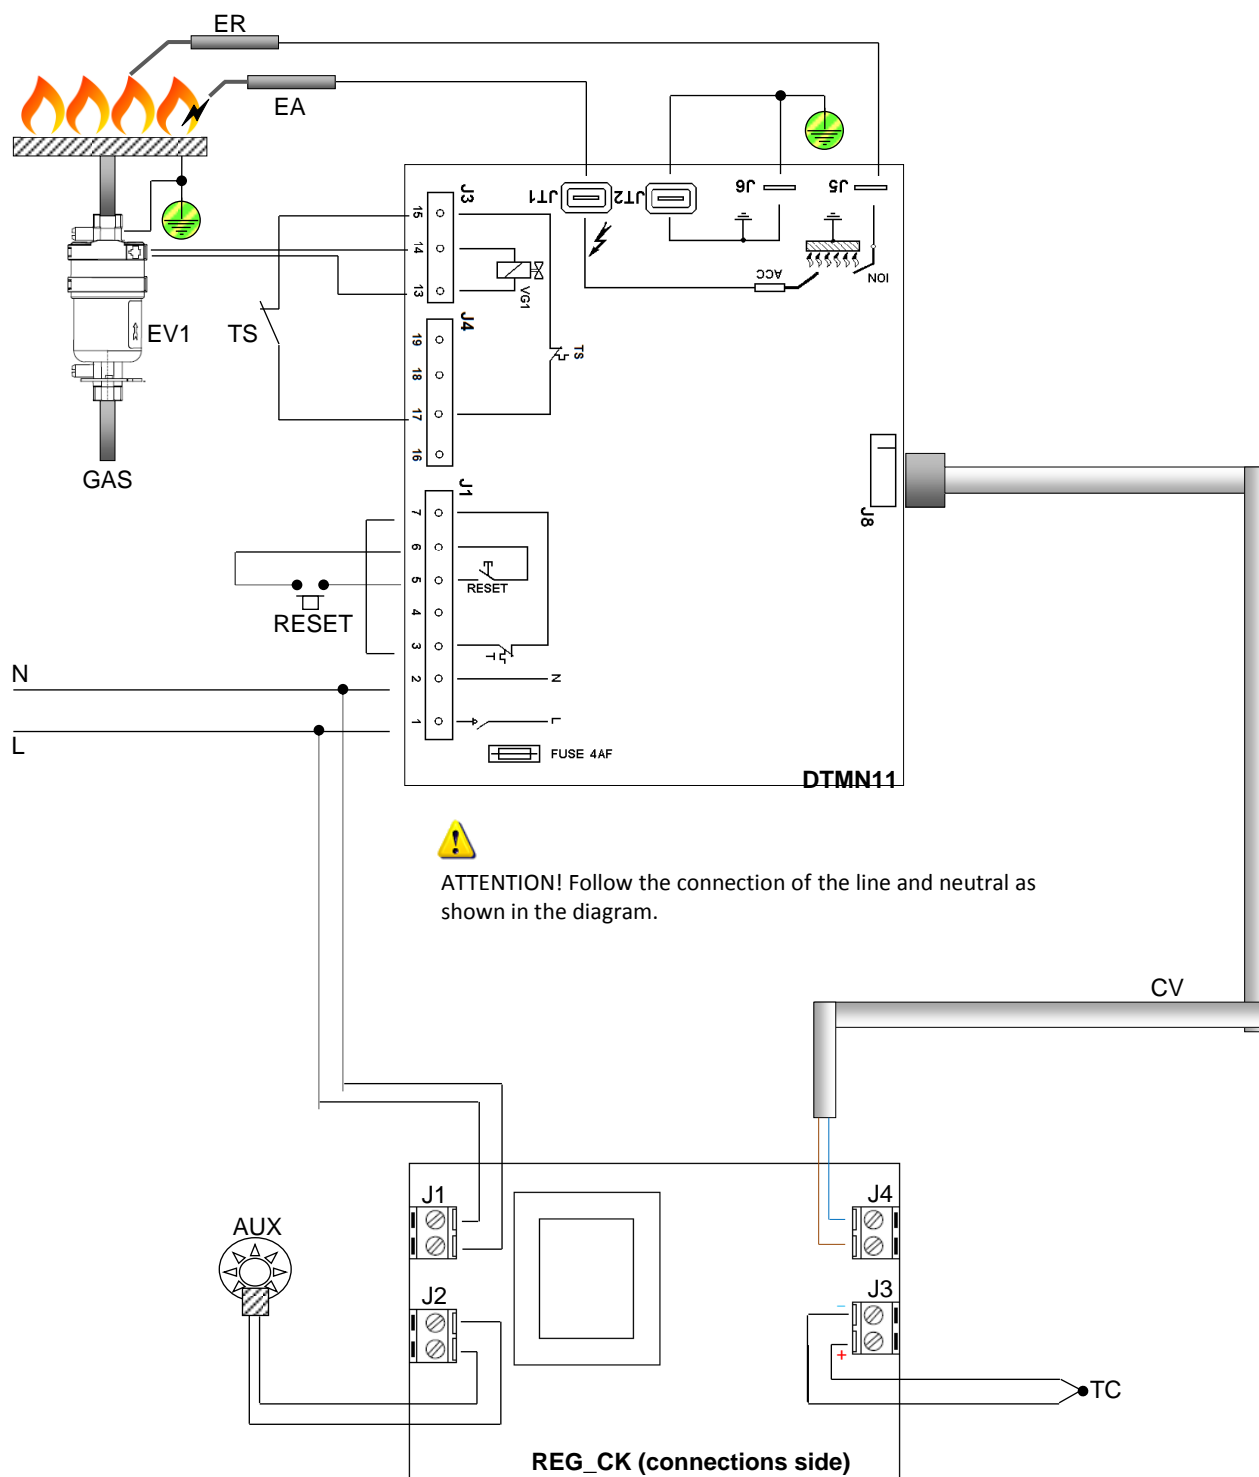 ER
EA
JT1
JT2
J6
J5
J3
15
14
13
VG1
ACC
ION
EV1
TS
J4
19
18
17
16
TS
GAS
J1
7
6
5
4
3
2
1
RESET
RESET
T
N
L
N
L
J8
FUSE 4AF
DTMN11
ATTENTION! Follow the connection of the line and neutral as
shown in the diagram.
CV
J1
J4
AUX
J2
J3
-
+
TC
REG_CK (connections side)